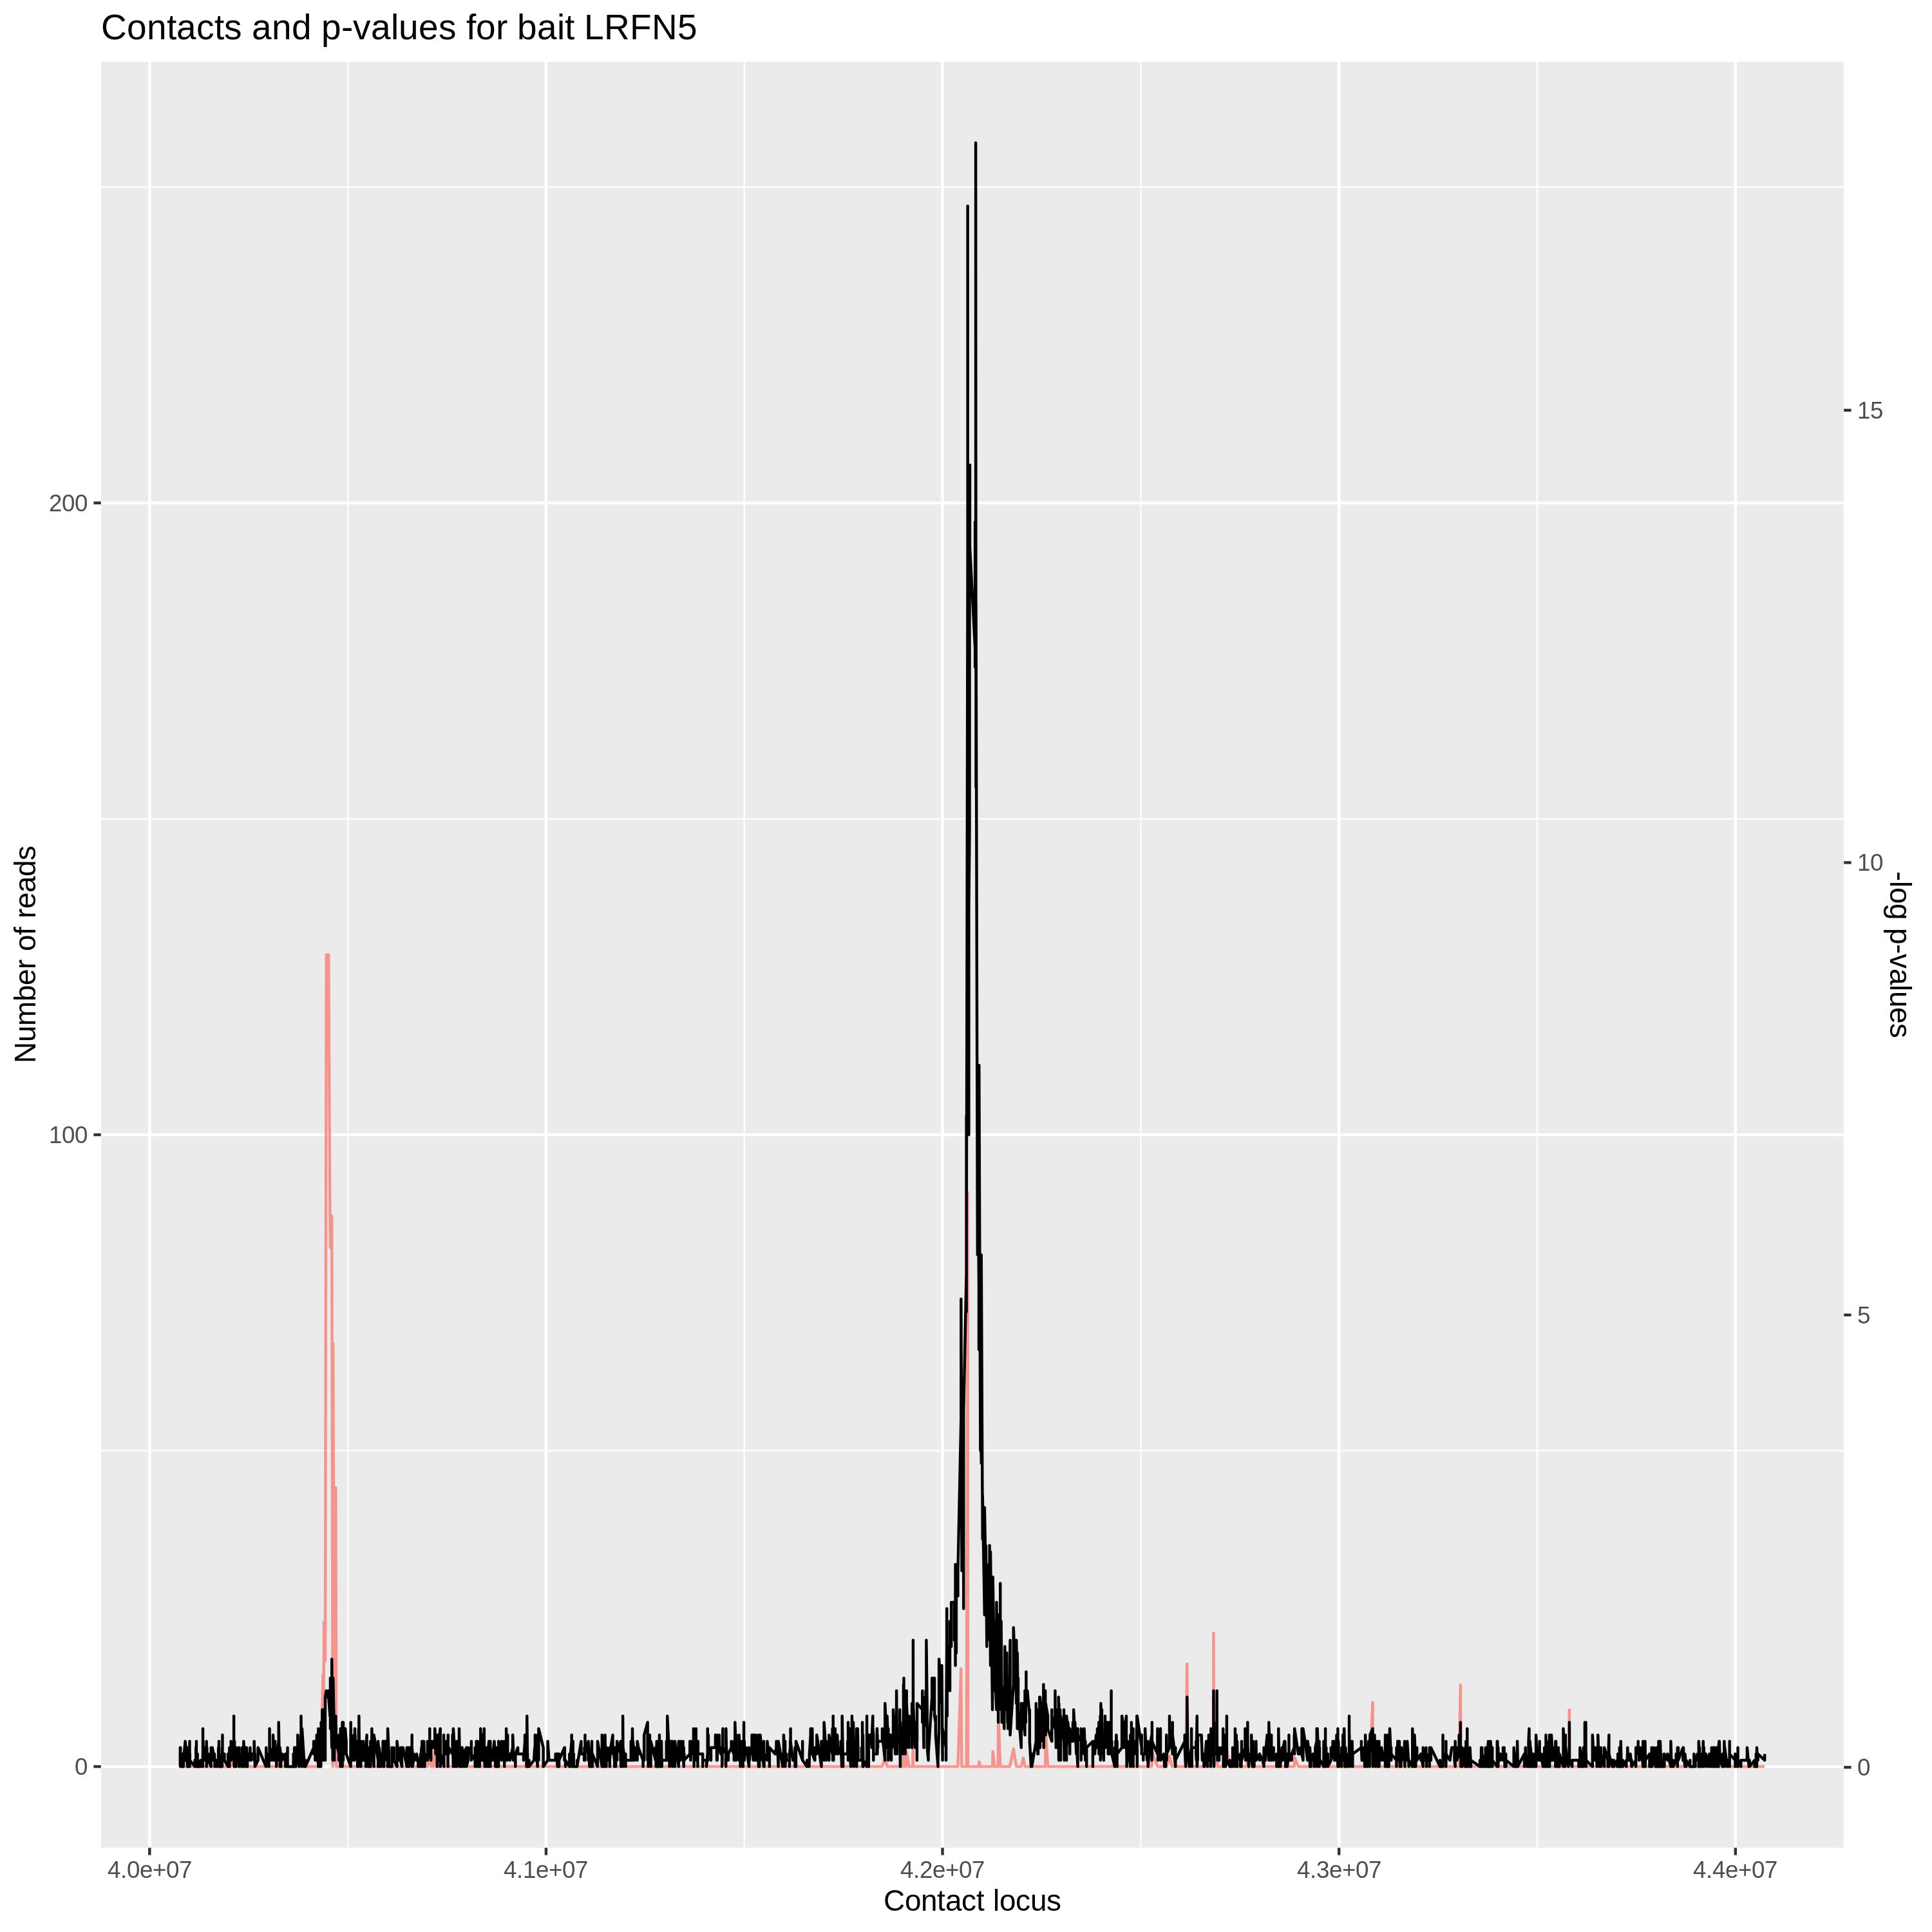 Contacts and p-values for bait LRFN5
Number of reads
200
100
0
15
10
5
0
-log p-values
4.0e+07
4.1e+07
4.2e+07
4.3e+07
4.4e+07
Contact locus